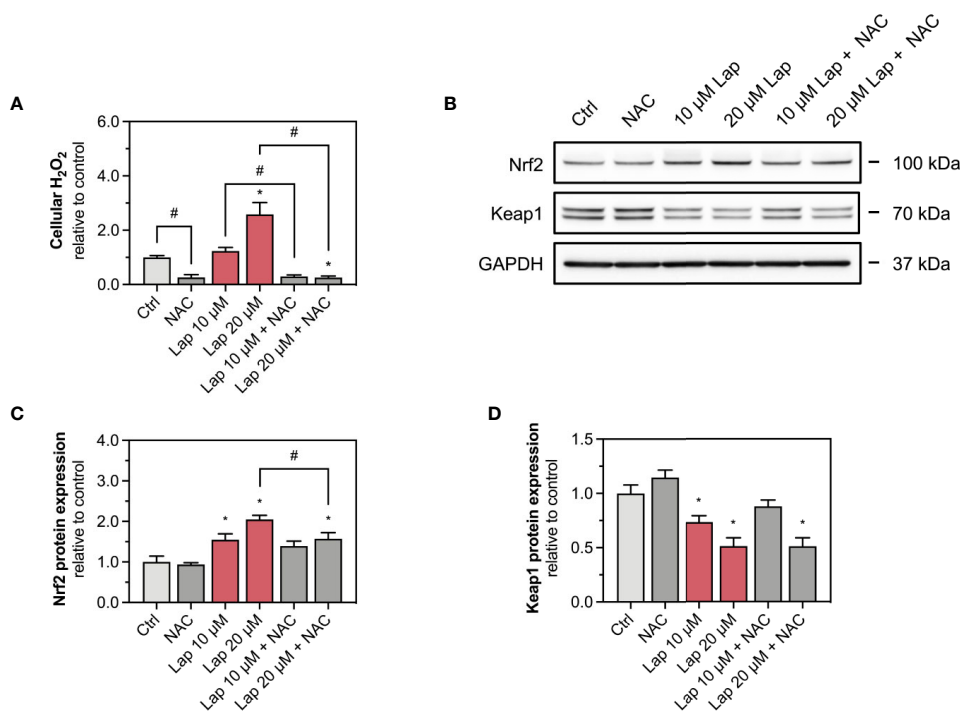 A
Cellular H₂O₂
relative to control
6.0
4.0
2.0
0.0
#
#
#
*
*
Ctrl
NAC
Lap 10 µM
Lap 20 µM
Lap 10 µM + NAC
Lap 20 µM + NAC
B
Ctrl
NAC
10 µM Lap
20 µM Lap
10 µM Lap + NAC
20 µM Lap + NAC
Nrf2
100 kDa
Keap1
70 kDa
GAPDH
37 kDa
C
Nrf2 protein expression
relative to control
4.0
3.0
2.0
1.0
0.0
#
*
*
*
Ctrl
NAC
Lap 10 µM
Lap 20 µM
Lap 10 µM + NAC
Lap 20 µM + NAC
D
Keap1 protein expression
relative to control
1.5
1.0
0.5
0.0
*
*
*
Ctrl
NAC
Lap 10 µM
Lap 20 µM
Lap 10 µM + NAC
Lap 20 µM + NAC